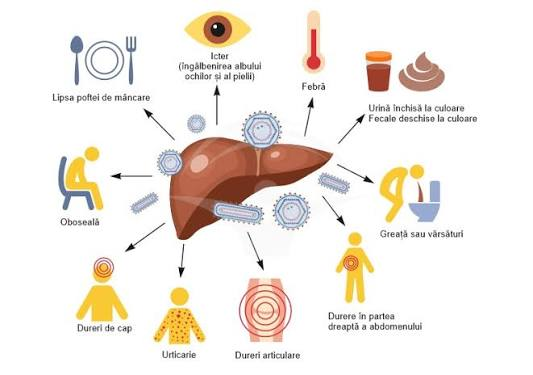 Icter
(îngălbenirea albului
ochilor și al pielii)
Lipsa poftei de mâncare
Febră
Urină închisă la culoare
Fecale deschise la culoare
Oboseală
Greață sau vărsături
Dureri de cap
Urticarie
Dureri articulare
Durere în partea
dreaptă a abdomenului